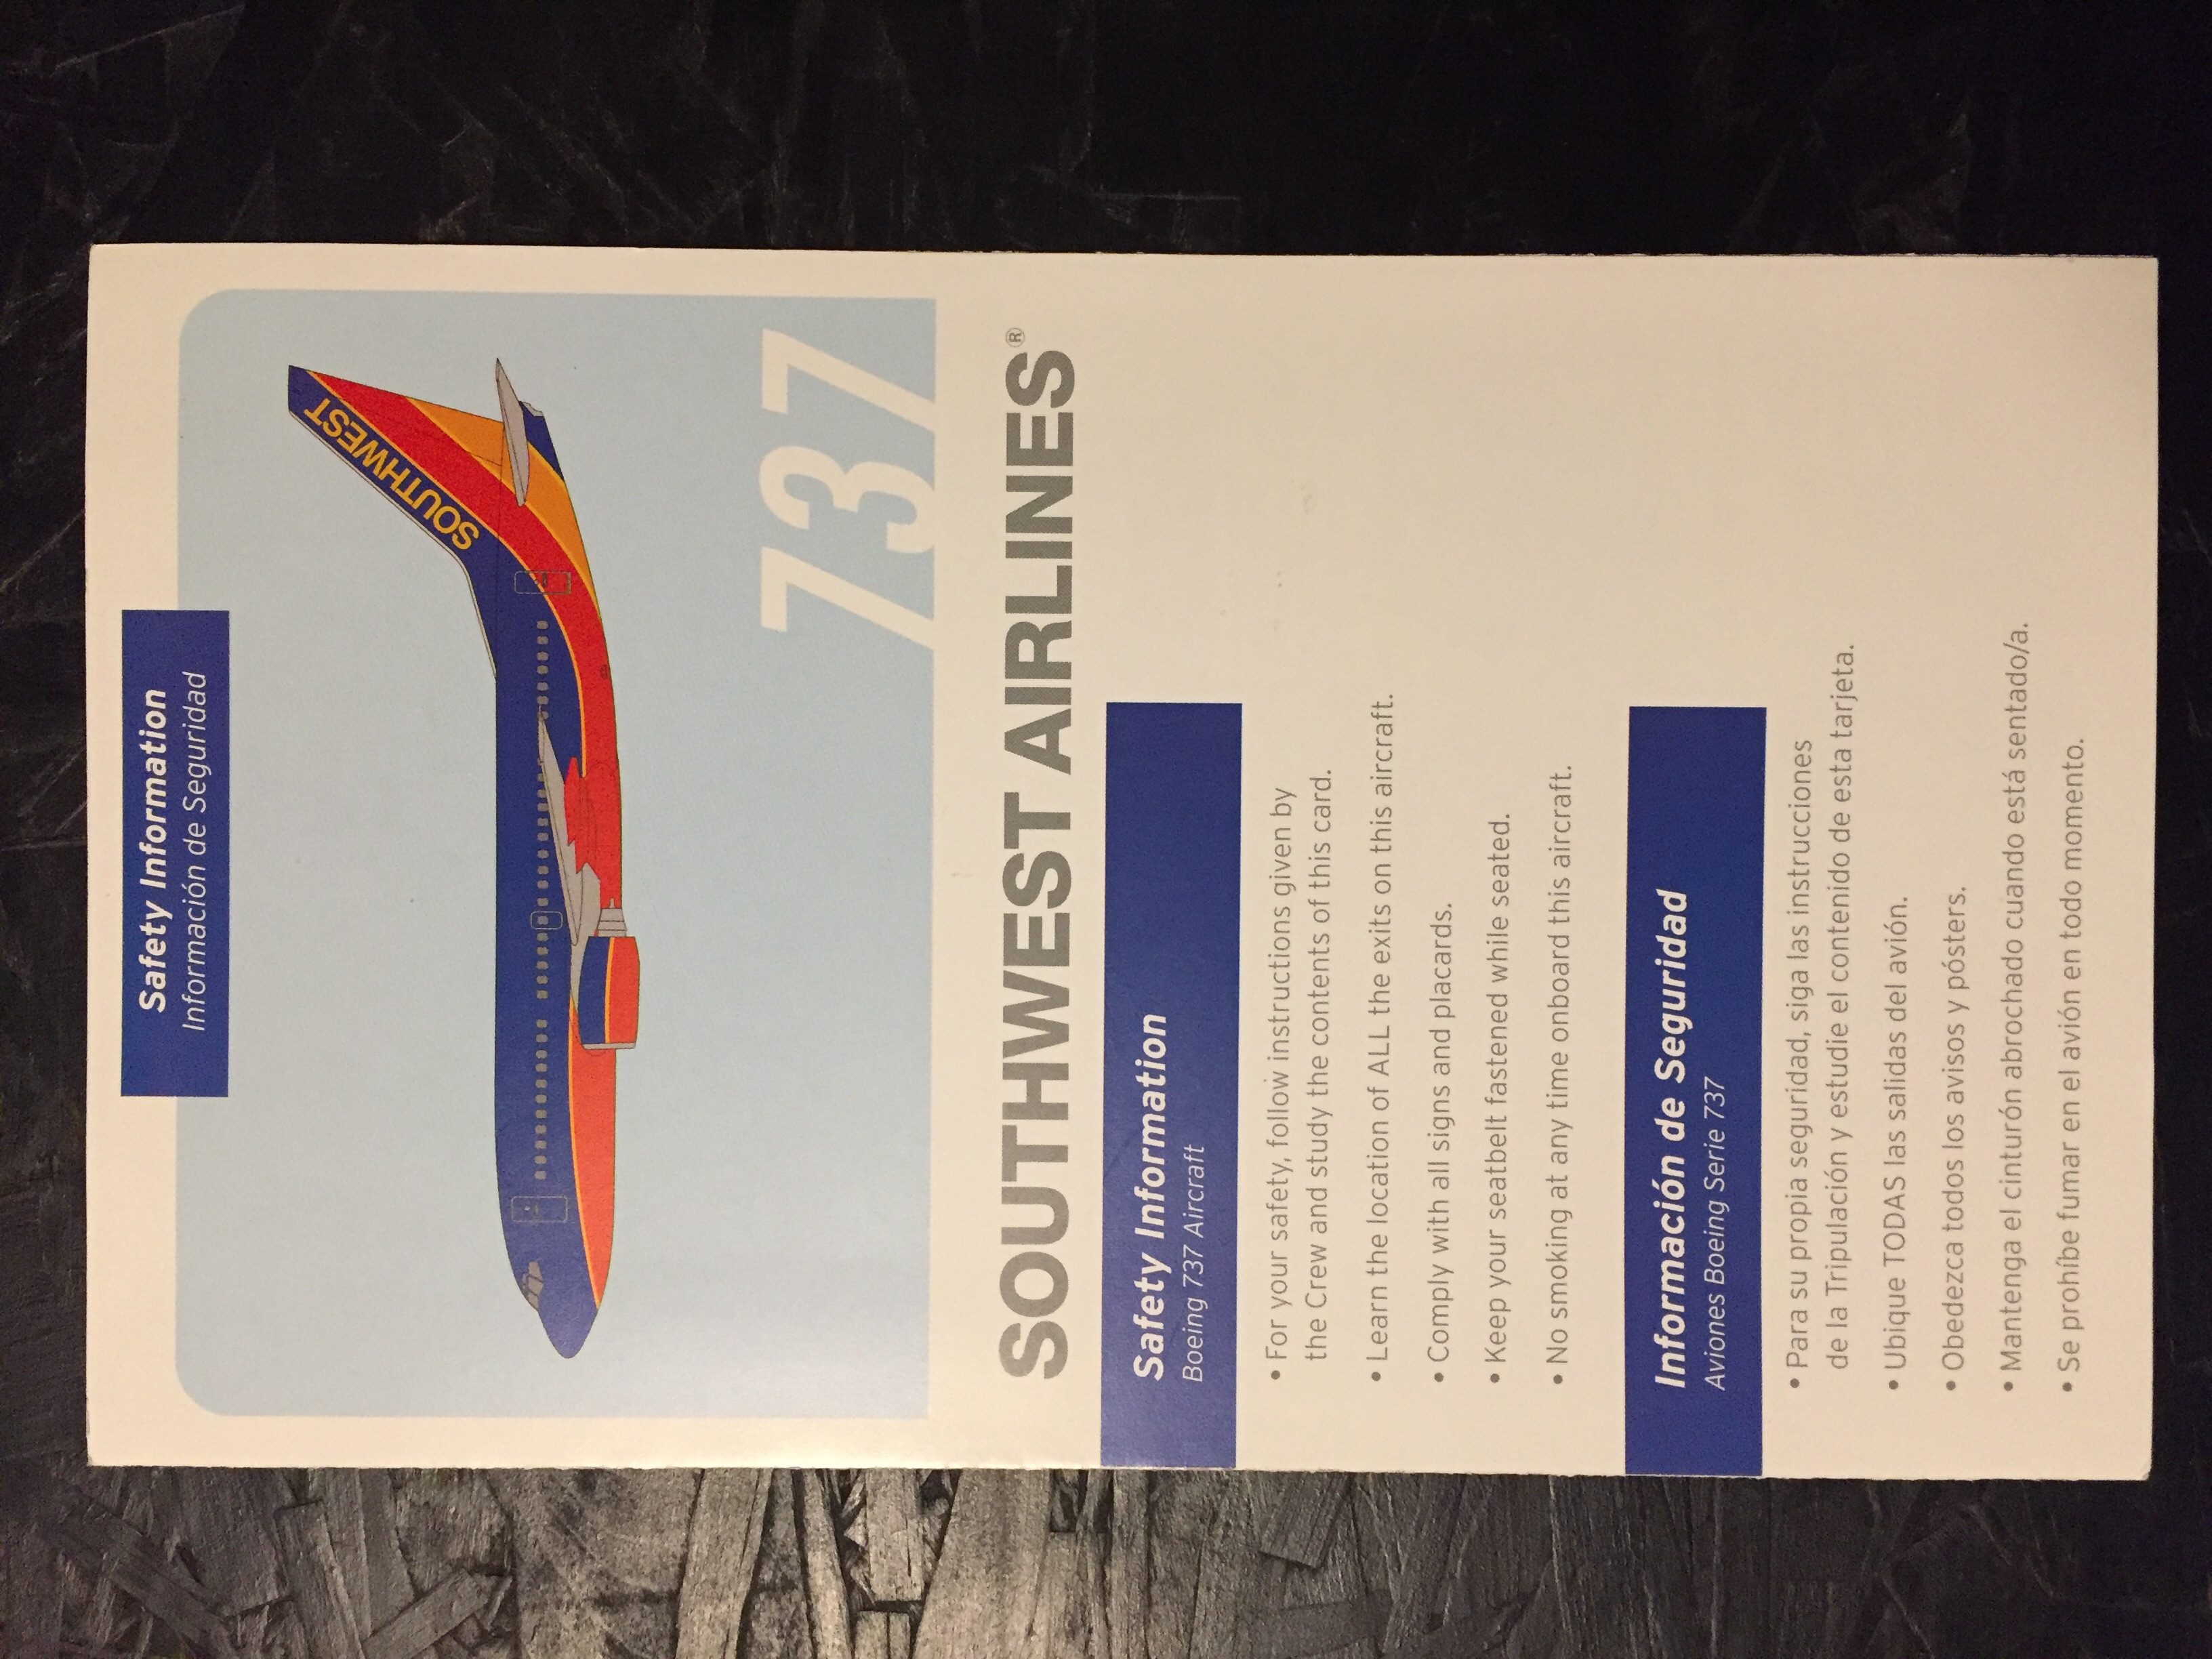 Safety Information
Información de Seguridad
SOUTHWEST
737
SOUTHWEST AIRLINES®
Safety Information
Boeing 737 Aircraft
• For your safety, follow instructions given by
the Crew and study the contents of this card.
• Learn the location of ALL the exits on this aircraft.
• Comply with all signs and placards.
• Keep your seatbelt fastened while seated.
• No smoking at any time onboard this aircraft.
Información de Seguridad
Aviones Boeing Serie 737
• Para su propia seguridad, siga las instrucciones
de la Tripulación y estudie el contenido de esta tarjeta.
• Ubique TODAS las salidas del avión.
• Obedezca todos los avisos y pósters.
• Mantenga el cinturón abrochado cuando está sentado/a.
• Se prohíbe fumar en el avión en todo momento.